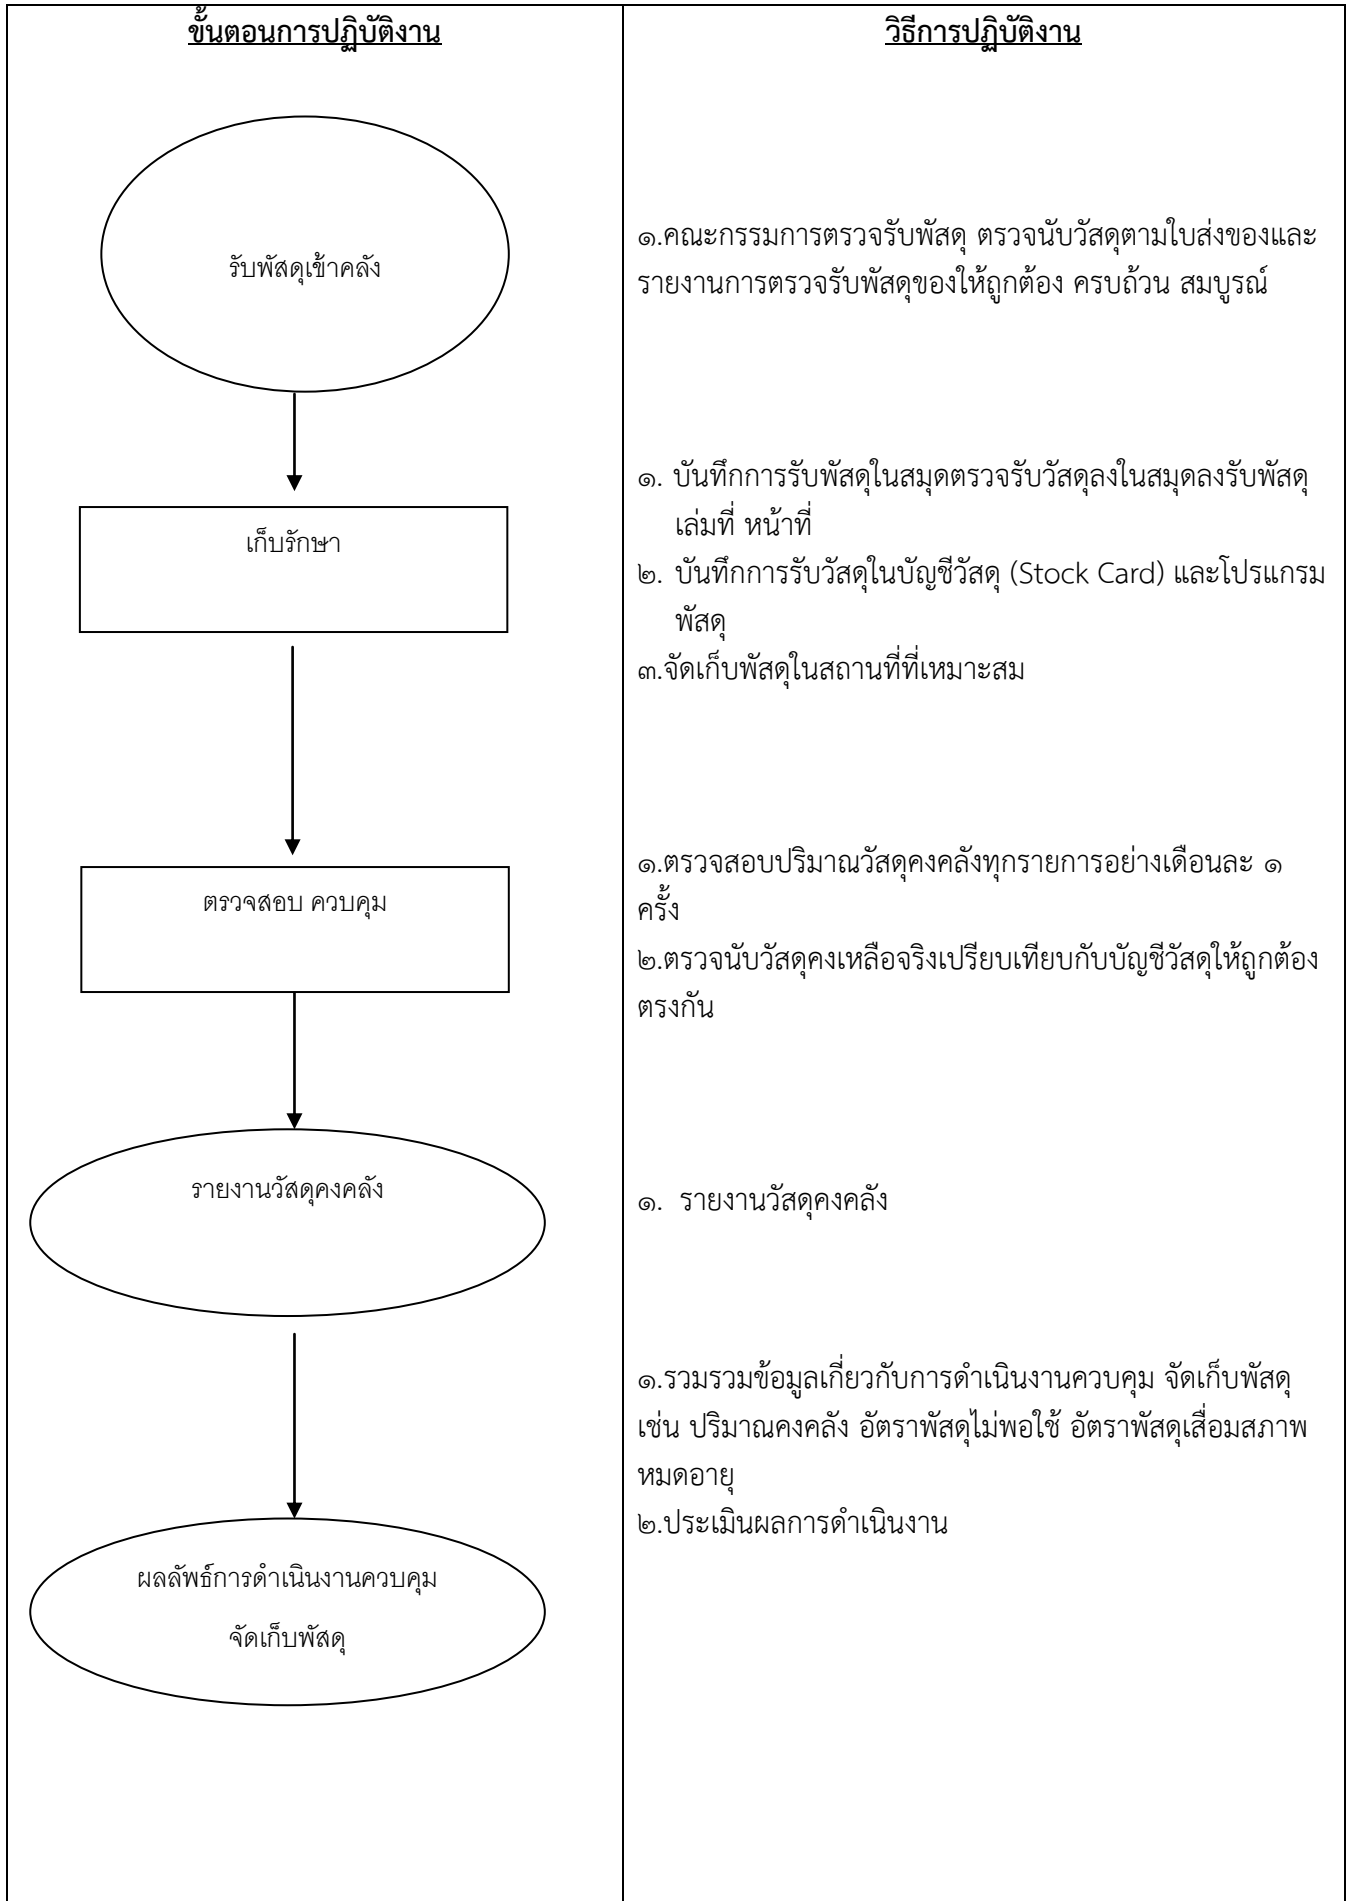 ขั้นตอนการปฏิบัติงาน
วิธีการปฏิบัติงาน
รับพัสดุเข้าคลัง
๑.คณะกรรมการตรวจรับพัสดุ ตรวจนับวัสดุตามใบส่งของและ
รายงานการตรวจรับพัสดุของให้ถูกต้อง ครบถ้วน สมบูรณ์
เก็บรักษา
๑. บันทึกการรับพัสดุในสมุดตรวจรับวัสดุลงในสมุดลงรับพัสดุ
เล่มที่ หน้าที่
๒. บันทึกการรับวัสดุในบัญชีวัสดุ (Stock Card) และโปรแกรม
พัสดุ
๓.จัดเก็บพัสดุในสถานที่ที่เหมาะสม
ตรวจสอบ ควบคุม
๑.ตรวจสอบปริมาณวัสดุคงคลังทุกรายการอย่างเดือนละ ๑
ครั้ง
๒.ตรวจนับวัสดุคงเหลือจริงเปรียบเทียบกับบัญชีวัสดุให้ถูกต้อง
ตรงกัน
รายงานวัสดุคงคลัง
๑. รายงานวัสดุคงคลัง
๑.รวมรวมข้อมูลเกี่ยวกับการดำเนินงานควบคุม จัดเก็บพัสดุ
เช่น ปริมาณคงคลัง อัตราพัสดุไม่พอใช้ อัตราพัสดุเสื่อมสภาพ
หมดอายุ
๒.ประเมินผลการดำเนินงาน
ผลลัพธ์การดำเนินงานควบคุม
จัดเก็บพัสดุ